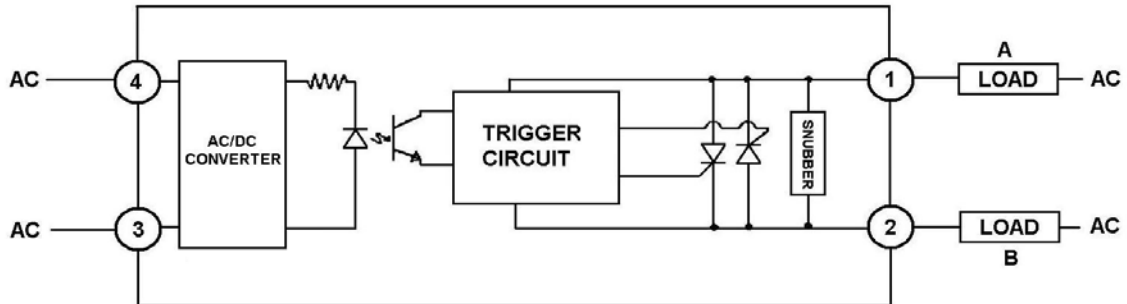 A
AC
4
1
LOAD
AC
AC/DC
CONVERTER
TRIGGER
CIRCUIT
SNUBBER
AC
3
2
LOAD
AC
B